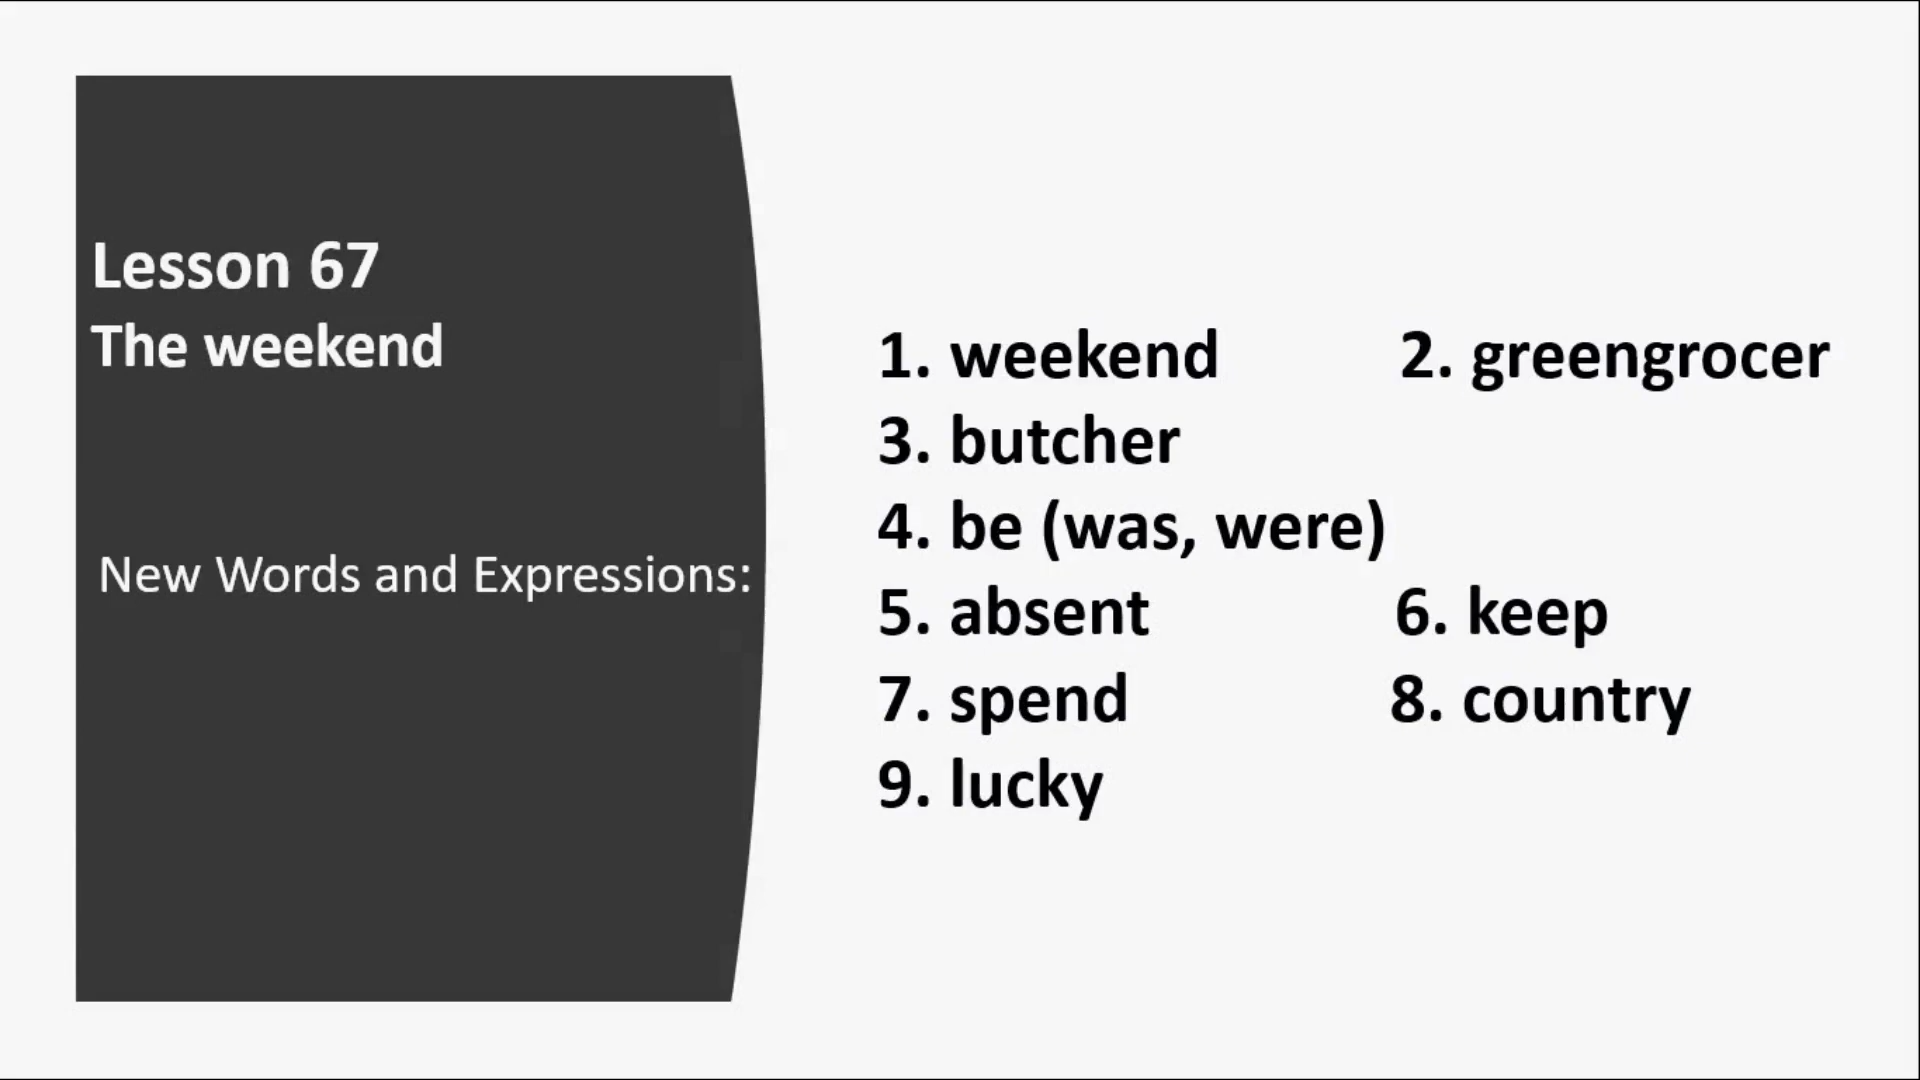 Lesson 67
The weekend
New Words and Expressions:
1. weekend 2. greengrocer
3. butcher
4. be (was, were)
5. absent 6. keep
7. spend 8. country
9. lucky